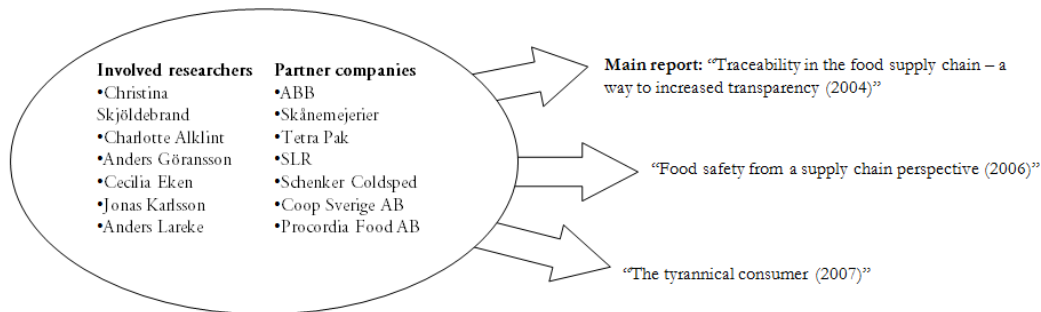 Involved researchers
•Christina
Skjöldebrand
•Charlotte Alklint
•Anders Göransson
•Cecilia Eken
•Jonas Karlsson
•Anders Lareke
Partner companies
•ABB
•Skånemejerier
•Tetra Pak
•SLR
•Schenker Coldsped
•Coop Sverige AB
•Procordia Food AB
Main report: “Traceability in the food supply chain – a
way to increased transparency (2004)”
“Food safety from a supply chain perspective (2006)”
“The tyrannical consumer (2007)”